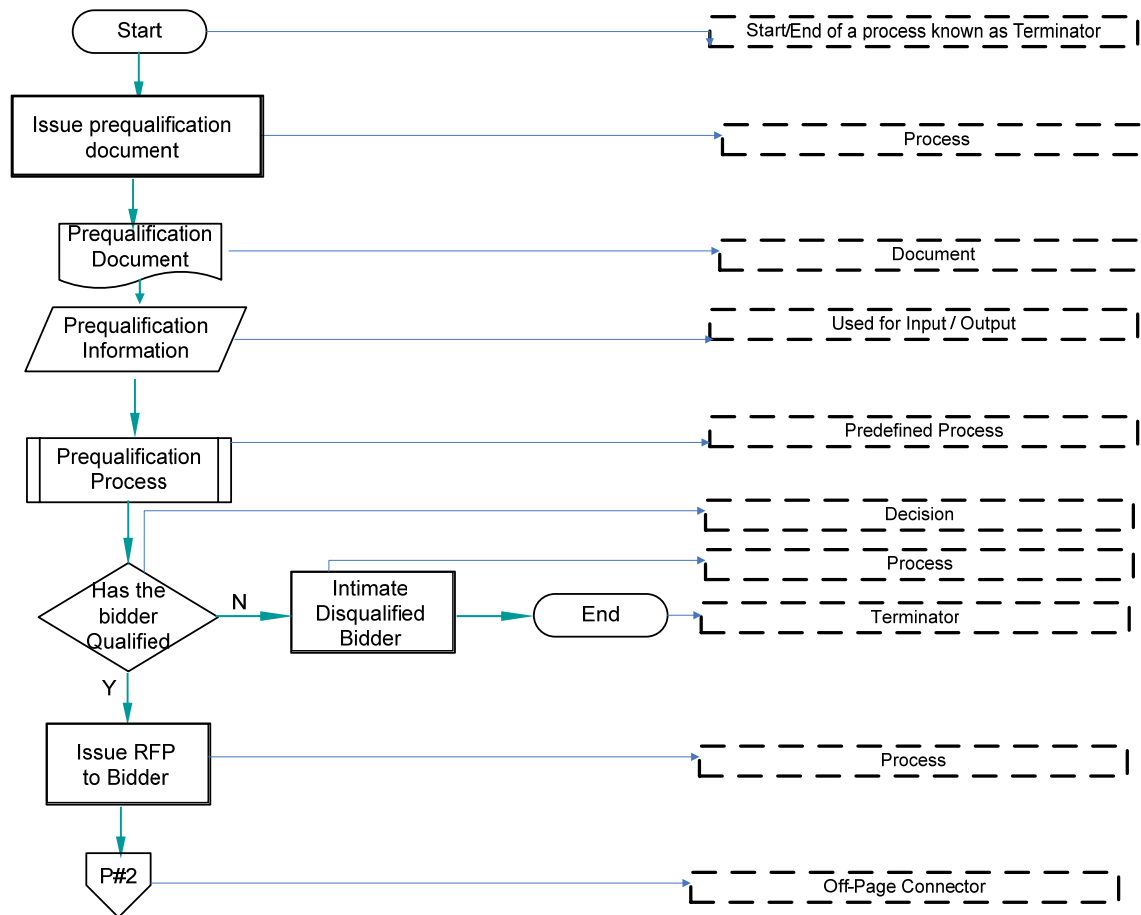 Start
Start/End of a process known as Terminator
Issue prequalification
document
Process
Prequalification
Document
Document
Prequalification
Information
Used for Input / Output
Prequalification
Process
Predefined Process
Decision
Has the
bidder
Qualified
N
Intimate
Disqualified
Bidder
Process
End
Terminator
Y
Issue RFP
to Bidder
Process
P#2
Off-Page Connector